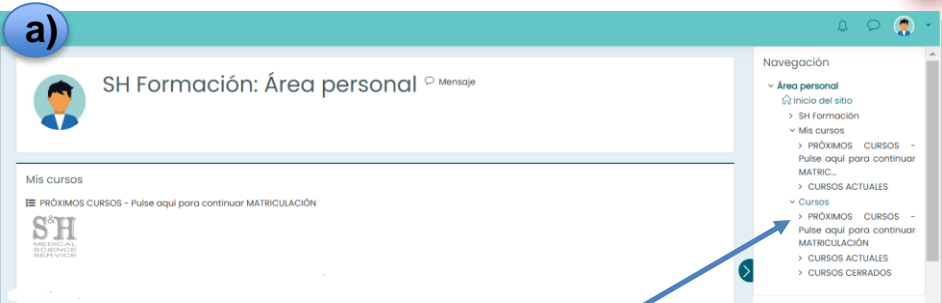 a)
SH Formación: Área personal Mensaje
Mis cursos
PRÓXIMOS CURSOS - Pulse aquí para continuar MATRICULACIÓN
S&H
MEDICAL
SCIENCE
SERVICE
Navegación
Área personal
Inicio del sitio
SH Formación
Mis cursos
PRÓXIMOS CURSOS -
Pulse aquí para continuar
MATRIC...
CURSOS ACTUALES
Cursos
PRÓXIMOS CURSOS -
Pulse aquí para continuar
MATRICULACIÓN
CURSOS ACTUALES
CURSOS CERRADOS